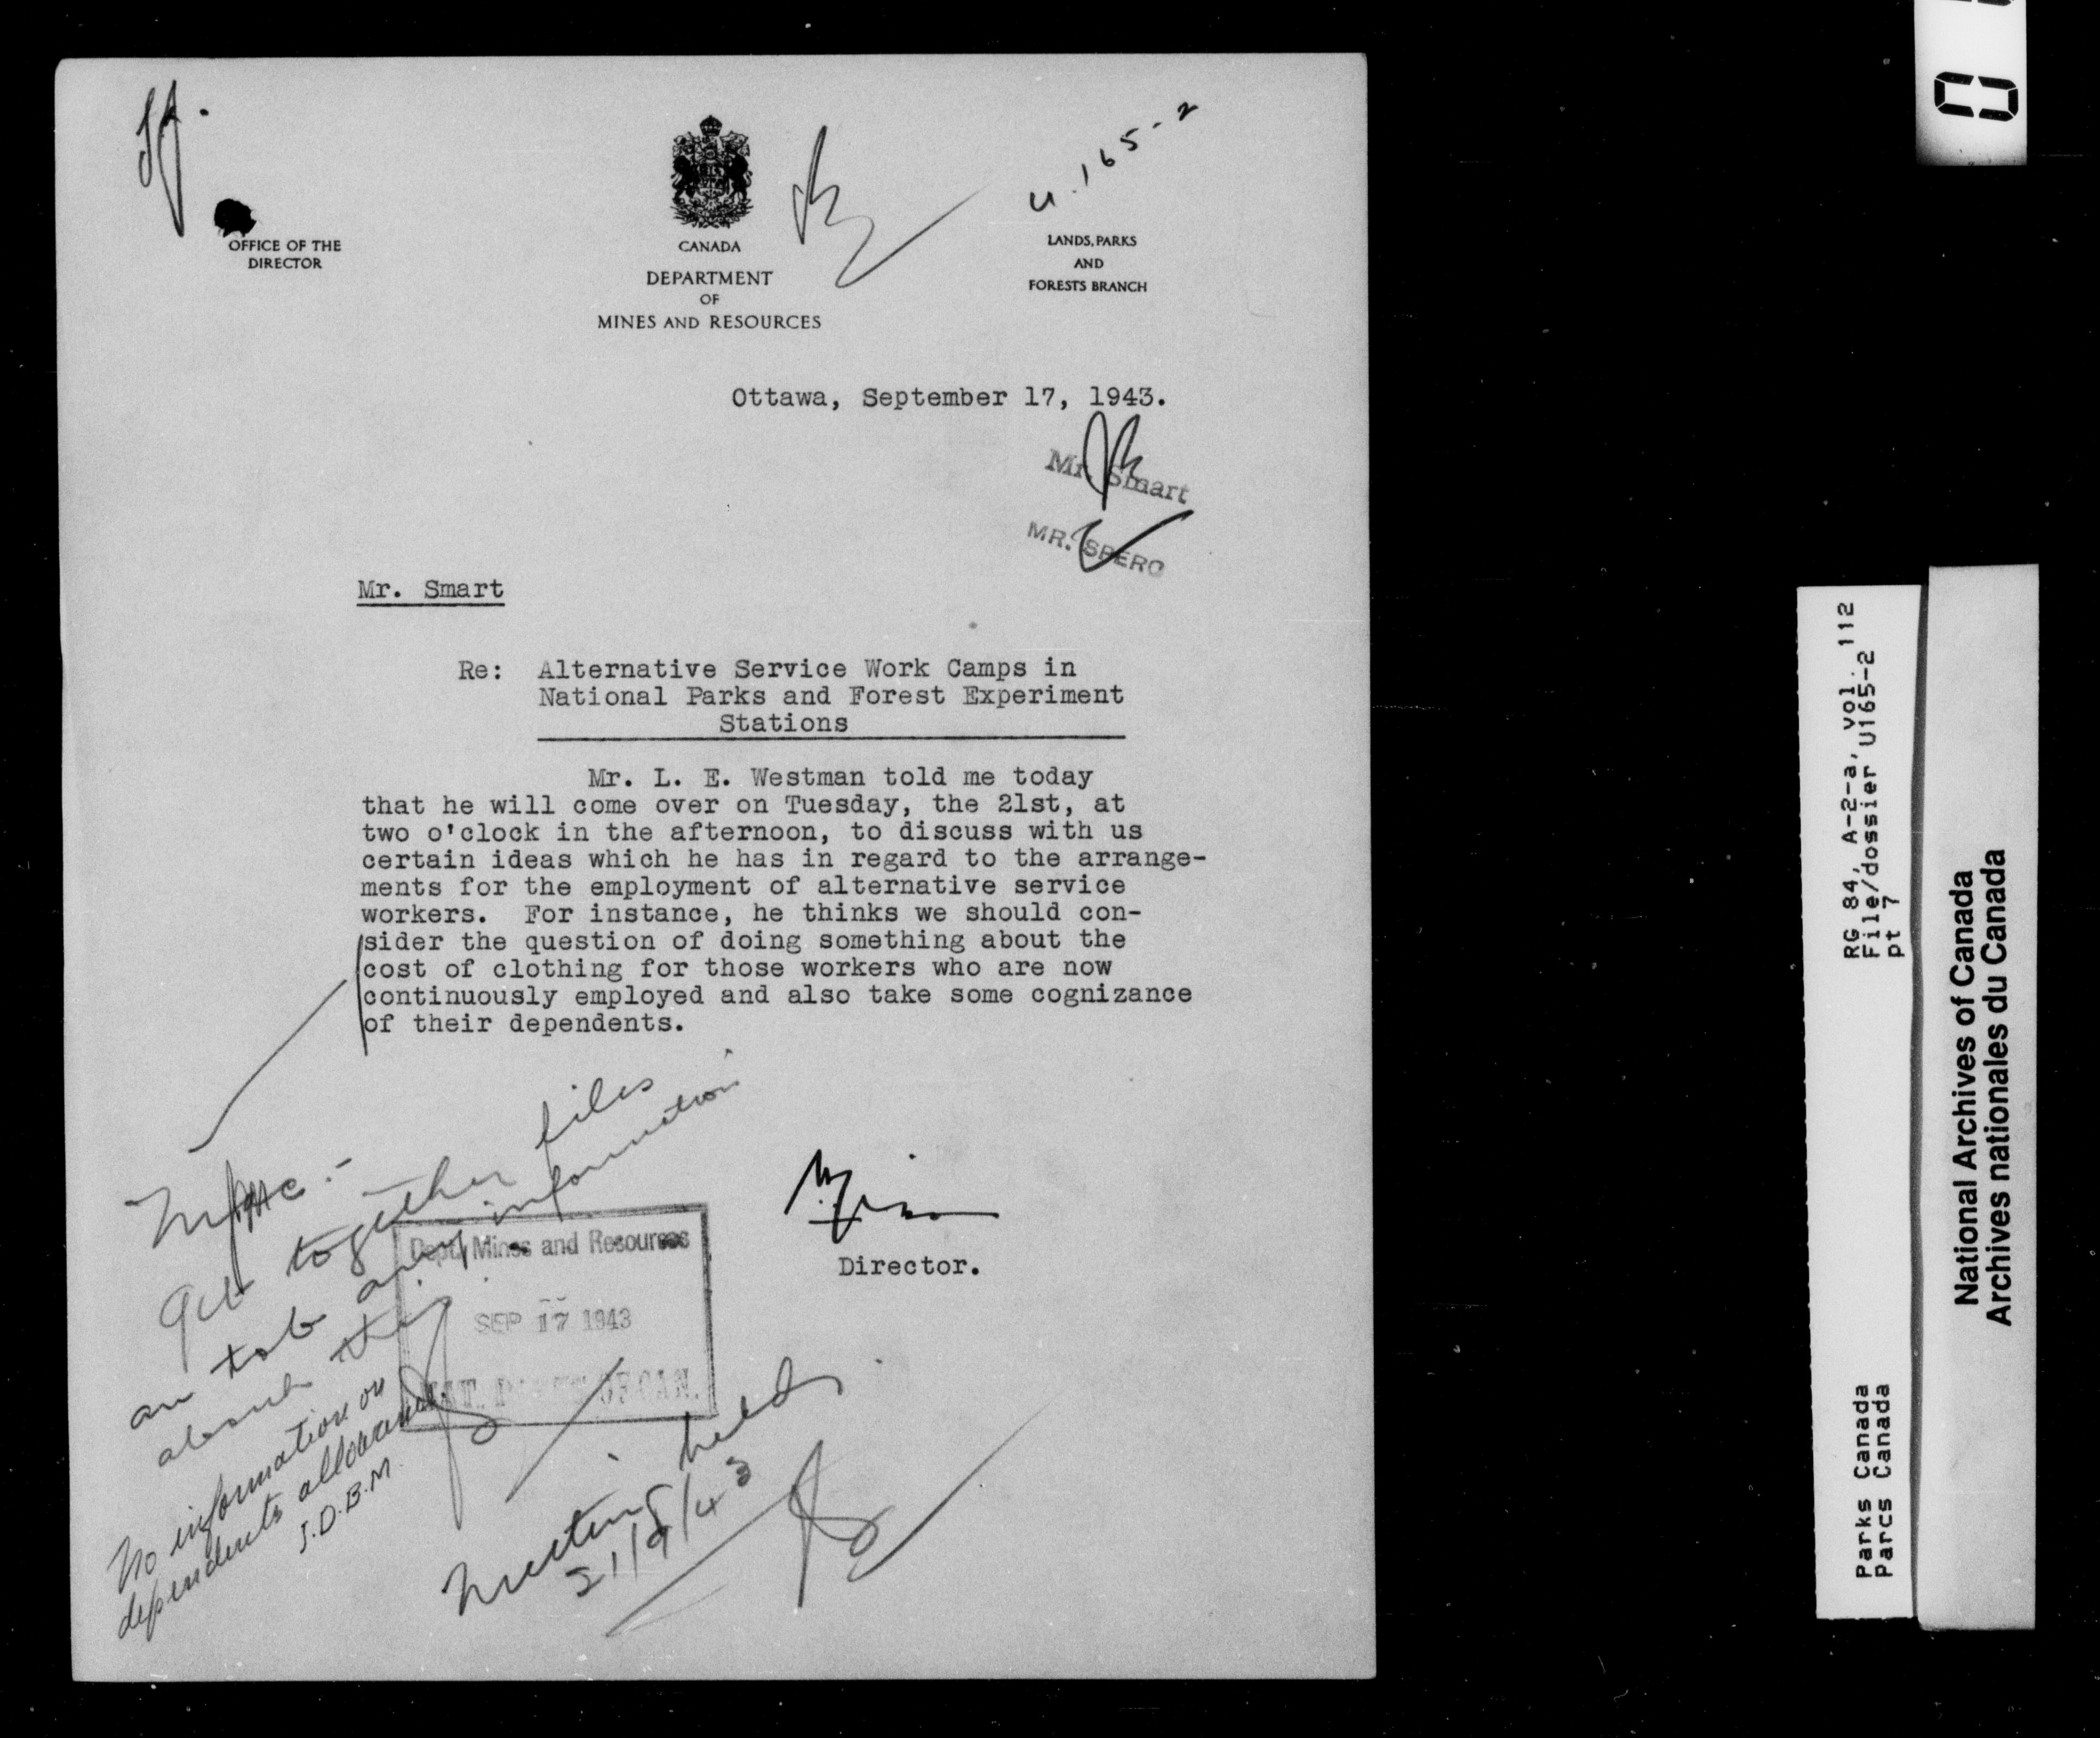 U.165-2
OFFICE OF THE
DIRECTOR
CANADA
DEPARTMENT
OF
MINES AND RESOURCES
LANDS, PARKS
AND
FORESTS BRANCH
Ottawa, September 17, 1943.
Mr. Smart
MR. SPERO
Mr. Smart
Re: Alternative Service Work Camps in
National Parks and Forest Experiment
Stations
Mr. L. E. Westman told me today
that he will come over on Tuesday, the 21st, at
two o'clock in the afternoon, to discuss with us
certain ideas which he has in regard to the arrange-
ments for the employment of alternative service
workers. For instance, he thinks we should con-
sider the question of doing something about the
cost of clothing for those workers who are now
continuously employed and also take some cognizance
of their dependents.
Get together files
any information
about this
Director.
Dept. Mines and Resources
SEP 17 1943
OF CAN.
No information on
dependents allowance.
J.D.B.M
Meeting held
21/9/43
RG 84, A-2-a, vol. 112
File/dossier U165-2
pt 7
Parks Canada
Parcs Canada
National Archives of Canada
Archives nationales du Canada